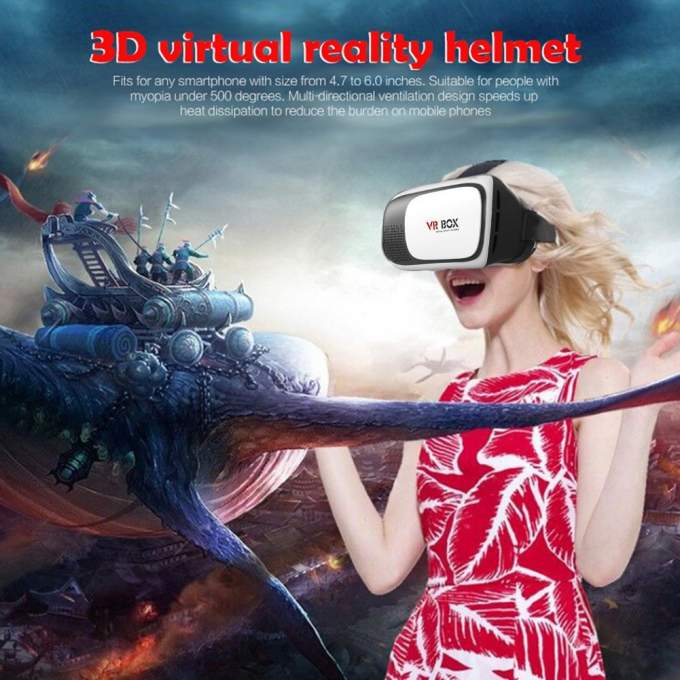 3D virtual reality helmet
Fits for any smartphone with size from 4.7 to 6.0 inches. Suitable for people with
myopia under 500 degrees. Multi-directional ventilation design speeds up
heat dissipation to reduce the burden on mobile phones
VR BOX